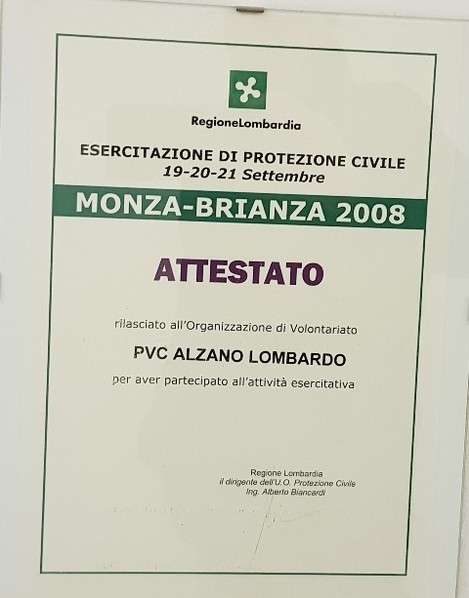 RegioneLombardia
ESERCITAZIONE DI PROTEZIONE CIVILE
19-20-21 Settembre
MONZA-BRIANZA 2008
ATTESTATO
rilasciato all'Organizzazione di Volontariato
PVC ALZANO LOMBARDO
per aver partecipato all'attività esercitativa
Regione Lombardia
il dirigente dell'U.O. Protezione Civile
Ing. Alberto Biancardi